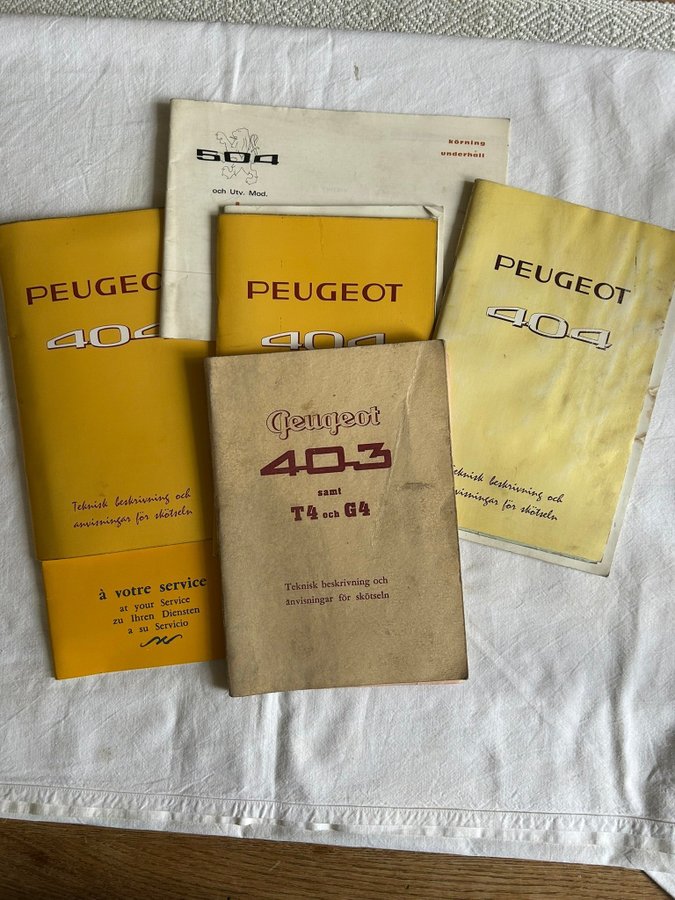 504
och Utv. Mod.
körning
underhåll
PEUGEO
404
Teknisk beskrivning och
anvisningar för skötseln
à votre service
at your Service
zu Ihren Diensten
a su Servicio
PEUGEOT
404
PEUGEOT
404
Teknisk beskrivning och
anvisningar för skötseln
Peugeot
403
samt
T4 och G4
Teknisk beskrivning och
anvisningar för skötseln